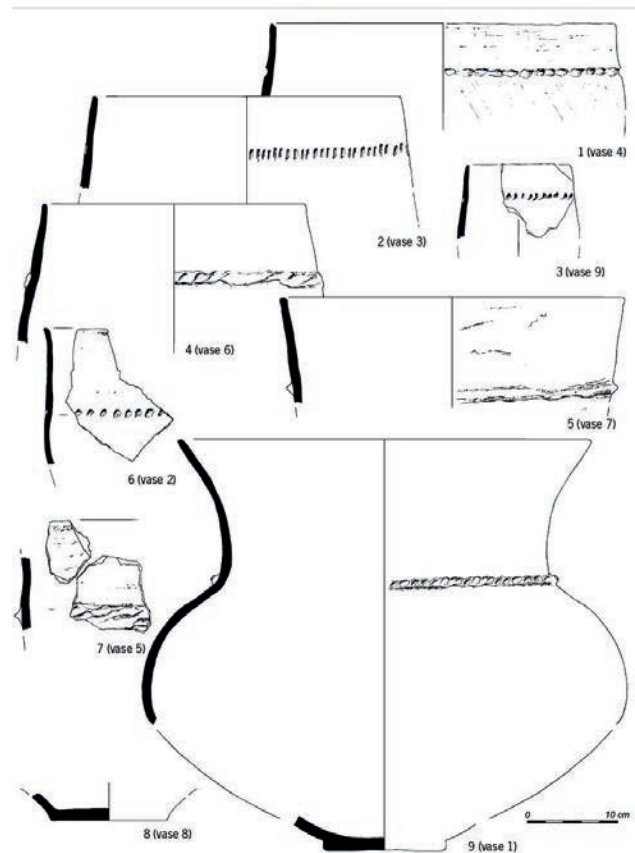 1 (vase 4)
2 (vase 3)
3 (vase 9)
4 (vase 6)
5 (vase 7)
6 (vase 2)
7 (vase 5)
8 (vase 8)
9 (vase 1)
0 10 cm